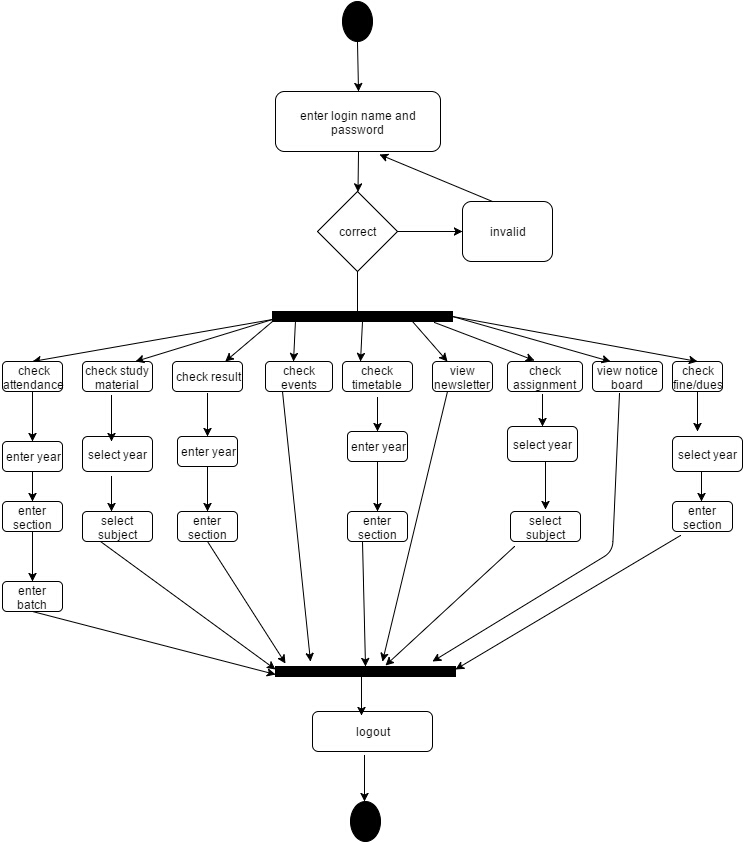 enter login name and
password
correct
invalid
check
attendance
check study
material
check result
check
events
check
timetable
view
newsletter
check
assignment
view notice
board
check
fine/dues
enter year
select year
enter year
enter year
select year
select year
enter
section
select
subject
enter
section
enter
section
select
subject
enter
section
enter
batch
logout